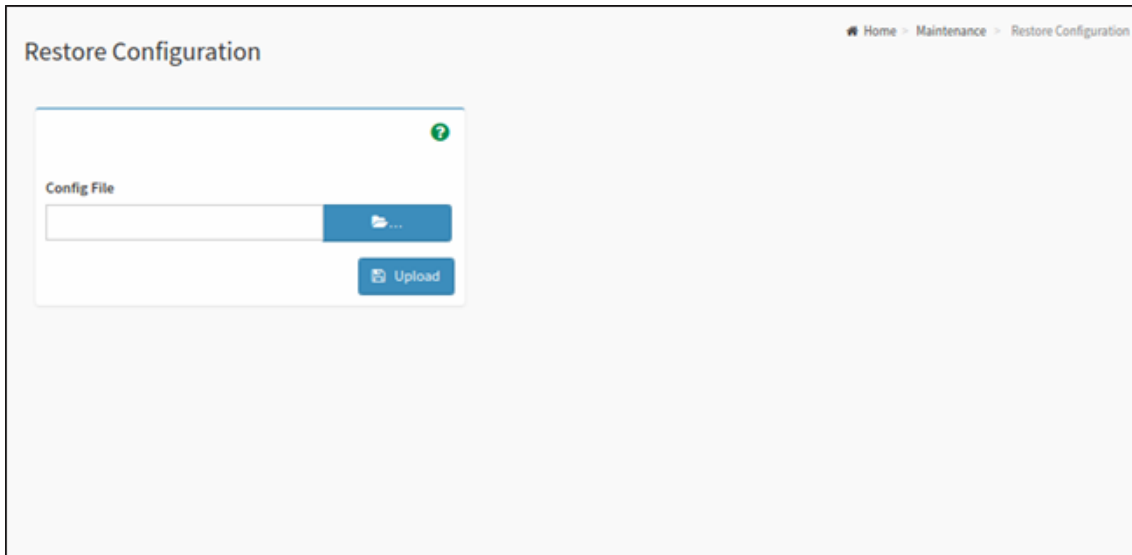 Home > Maintenance > Restore Configuration
Restore Configuration
?
Config File
...
Upload